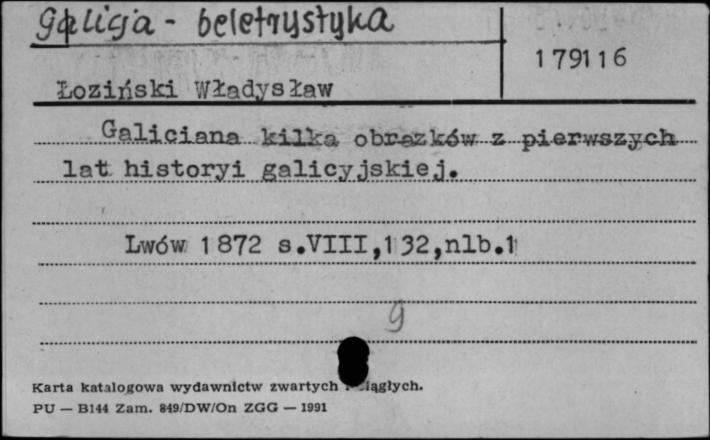 Galicja - beletrystyka
179116
Łoziński Władysław
Galiciana kilka obrazków z pierwszych
lat historyi galicyjskiej.
Lwów 1872 s.VIII,132,nlb.1
g
Karta katalogowa wydawnictw zwartych i ciągłych.
PU — B144 Zam. 849/DW/On ZGG — 1991